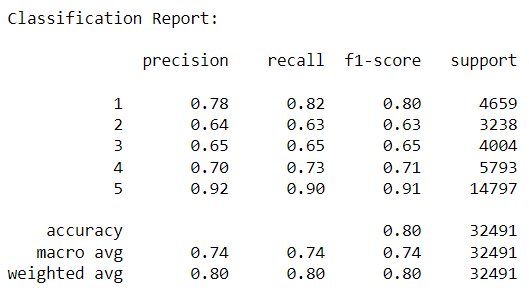 Classification Report:
precision recall f1-score support
1 0.78 0.82 0.80 4659
2 0.64 0.63 0.63 3238
3 0.65 0.65 0.65 4004
4 0.70 0.73 0.71 5793
5 0.92 0.90 0.91 14797
accuracy 0.80 32491
macro avg 0.74 0.74 0.74 32491
weighted avg 0.80 0.80 0.80 32491